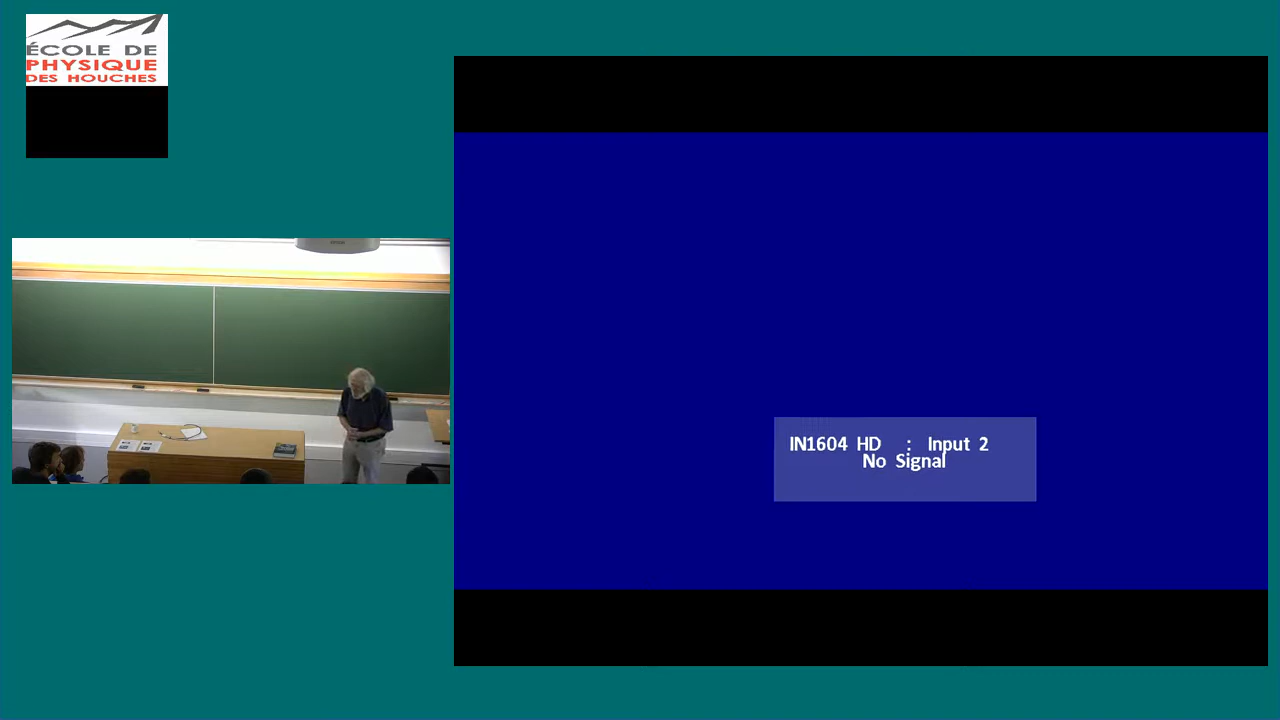 ÉCOLE DE
PHYSIQUE
DES HOUCHES
IN1604 HD : Input 2
No Signal